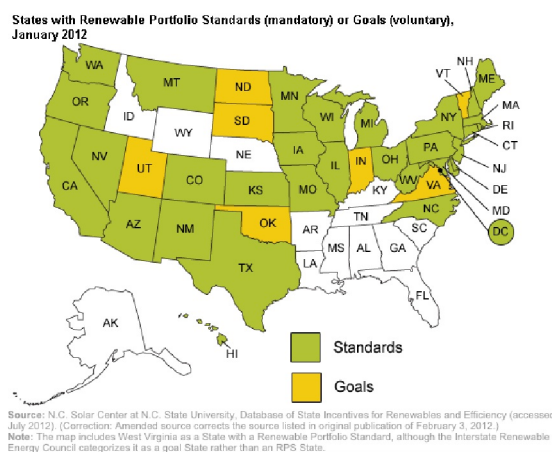 States with Renewable Portfolio Standards (mandatory) or Goals (voluntary),
January 2012
NH
WA
VT
ME
MT
ND
MN
OR
MA
ID
SD
WI
NY
MI
RI
WY
CT
IA
PA
NE
NV
OH
NJ
IL
IN
UT
DE
CO
WV
VA
CA
KS
MO
KY
MD
NC
TN
DC
OK
AZ
NM
AR
SC
MS
AL
GA
TX
LA
FL
AK
HI
Standards
Goals
Source: N.C. Solar Center at N.C. State University, Database of State Incentives for Renewables and Efficiency (accessed
July 2012). (Correction: Amended source corrects the source listed in original publication of February 3, 2012.)
Note: The map includes West Virginia as a State with a Renewable Portfolio Standard, although the Interstate Renewable
Energy Council categorizes it as a goal State rather than an RPS State.